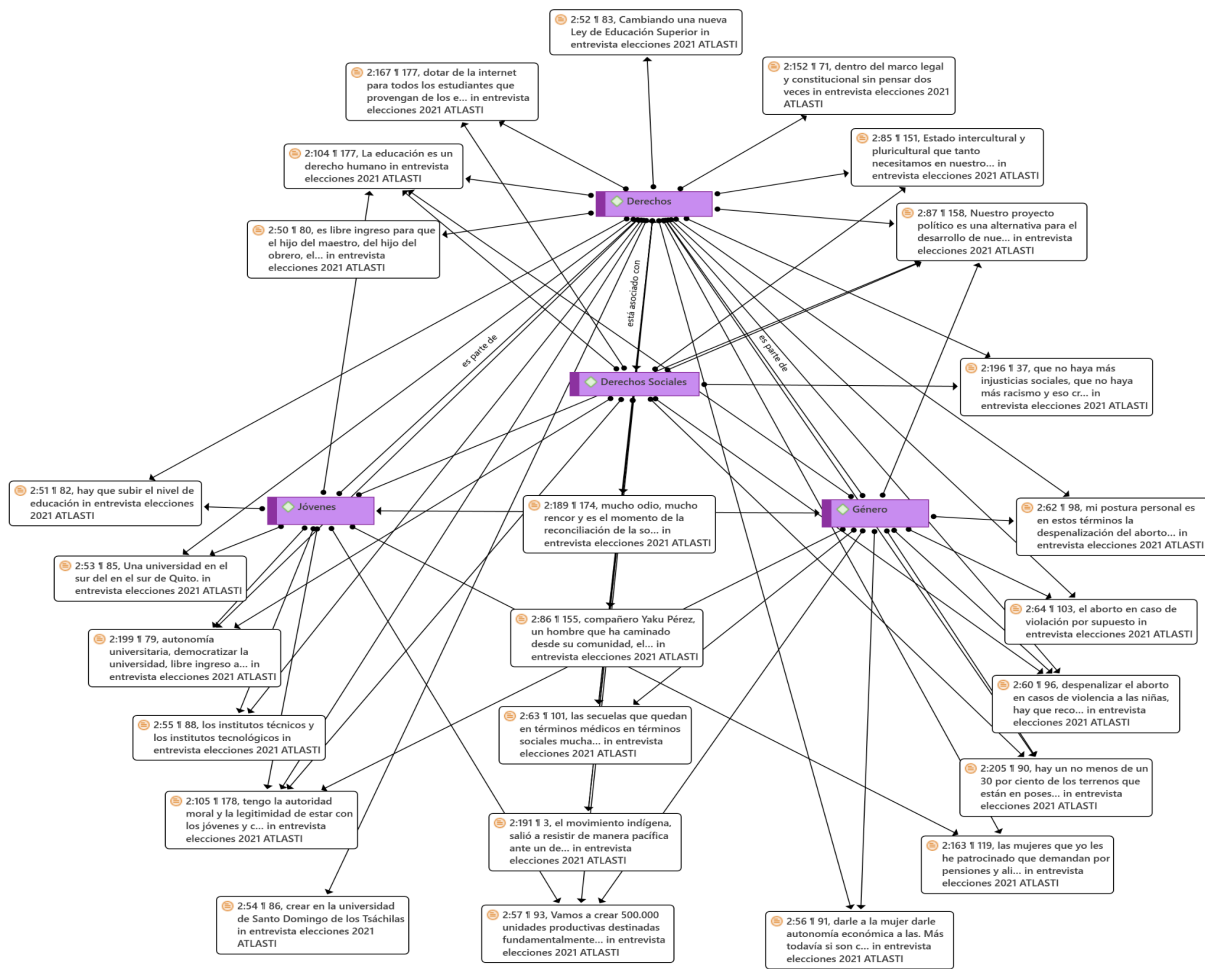 2:52 ¶ 83, Cambiando una nueva
Ley de Educación Superior in
entrevista elecciones 2021 ATLASTI
2:167 ¶ 177, dotar de la internet
para todos los estudiantes que
provengan de los e... in entrevista
elecciones 2021 ATLASTI
2:152 ¶ 71, dentro del marco legal
y constitucional sin pensar dos
veces in entrevista elecciones 2021
ATLASTI
2:104 ¶ 177, La educación es un
derecho humano in entrevista
elecciones 2021 ATLASTI
2:85 ¶ 151, Estado intercultural y
pluricultural que tanto
necesitamos en nuestro... in
entrevista elecciones 2021 ATLASTI
Derechos
2:87 ¶ 158, Nuestro proyecto
político es una alternativa para el
desarrollo de nue... in entrevista
elecciones 2021 ATLASTI
2:50 ¶ 80, es libre ingreso para que
el hijo del maestro, del hijo del
obrero, el... in entrevista
elecciones 2021 ATLASTI
está asociado con
es parte de
es parte de
Derechos Sociales
2:196 ¶ 37, que no haya más
injusticias sociales, que no haya
más racismo y eso cr... in
entrevista elecciones 2021 ATLASTI
2:51 ¶ 82, hay que subir el nivel de
educación in entrevista elecciones
2021 ATLASTI
Jóvenes
2:189 ¶ 174, mucho odio, mucho
rencor y es el momento de la
reconciliación de la so... in
entrevista elecciones 2021 ATLASTI
Género
2:62 ¶ 98, mi postura personal es
en estos términos la
despenalización del aborto... in
entrevista elecciones 2021 ATLASTI
2:53 ¶ 85, Una universidad en el
sur del en el sur de Quito. in
entrevista elecciones 2021 ATLASTI
2:64 ¶ 103, el aborto en caso de
violación por supuesto in
entrevista elecciones 2021 ATLASTI
2:199 ¶ 79, autonomía
universitaria, democratizar la
universidad, libre ingreso a... in
entrevista elecciones 2021 ATLASTI
2:86 ¶ 155, compañero Yaku Pérez,
un hombre que ha caminado
desde su comunidad, el... in
entrevista elecciones 2021 ATLASTI
2:60 ¶ 96, despenalizar el aborto
en casos de violencia a las niñas,
hay que reco... in entrevista
elecciones 2021 ATLASTI
2:55 ¶ 88, los institutos técnicos y
los institutos tecnológicos in
entrevista elecciones 2021 ATLASTI
2:63 ¶ 101, las secuelas que quedan
en términos médicos en términos
sociales mucha... in entrevista
elecciones 2021 ATLASTI
2:205 ¶ 90, hay un no menos de un
30 por ciento de los terrenos que
están en poses... in entrevista
elecciones 2021 ATLASTI
2:105 ¶ 178, tengo la autoridad
moral y la legitimidad de estar con
los jóvenes y c... in entrevista
elecciones 2021 ATLASTI
2:191 ¶ 3, el movimiento indígena,
salió a resistir de manera pacífica
ante un de... in entrevista
elecciones 2021 ATLASTI
2:163 ¶ 119, las mujeres que yo les
he patrocinado que demandan por
pensiones y ali... in entrevista
elecciones 2021 ATLASTI
2:54 ¶ 86, crear en la universidad
de Santo Domingo de los Tsáchilas
in entrevista elecciones 2021
ATLASTI
2:57 ¶ 93, Vamos a crear 500.000
unidades productivas destinadas
fundamentalmente... in entrevista
elecciones 2021 ATLASTI
2:56 ¶ 91, darle a la mujer darle
autonomía económica a las. Más
todavía si son c... in entrevista
elecciones 2021 ATLASTI